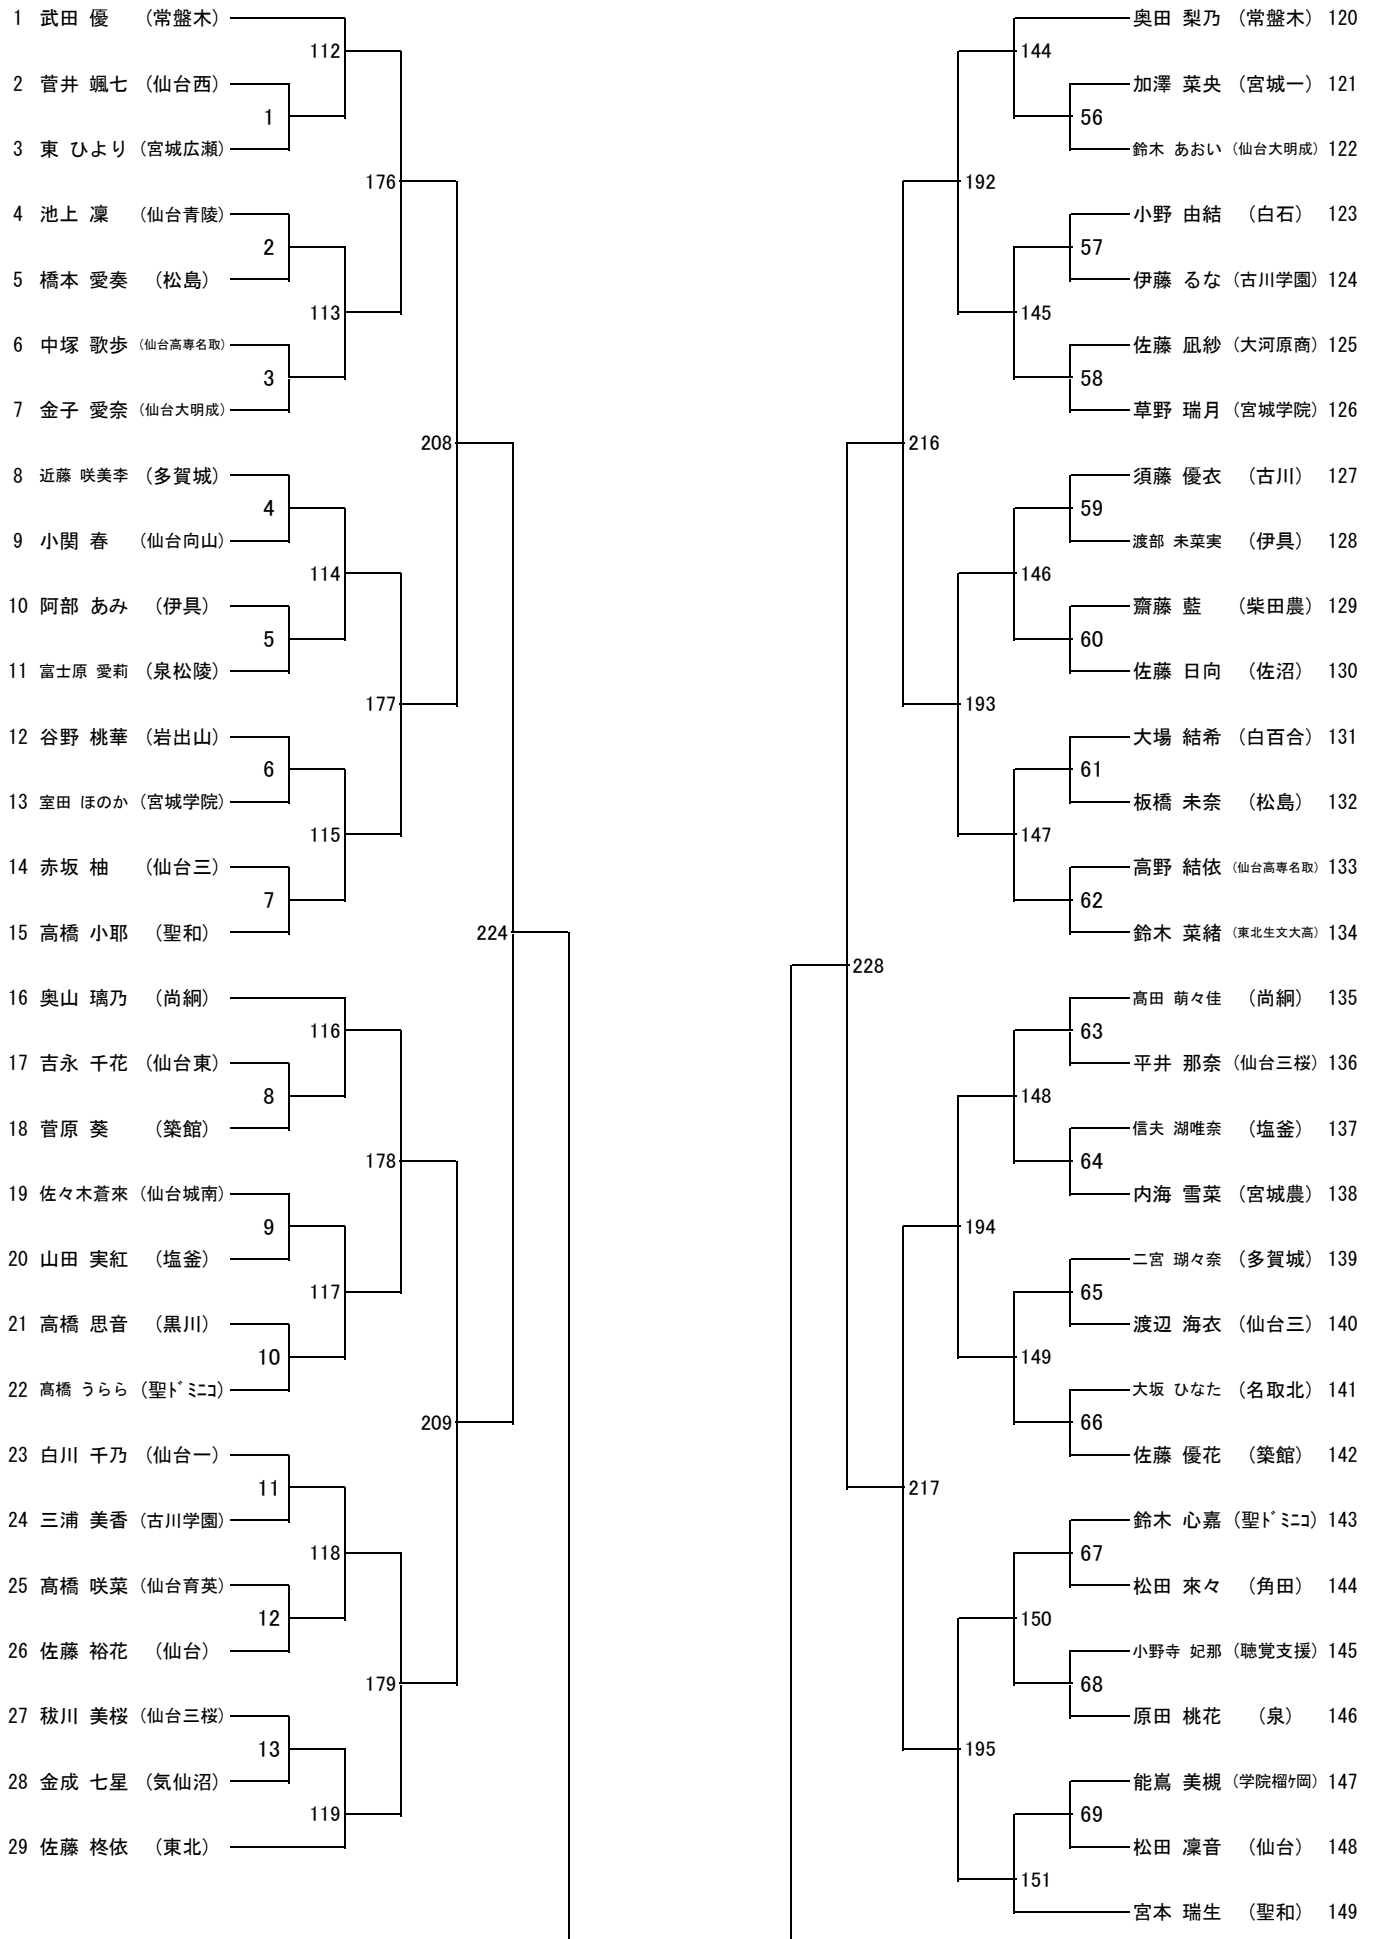 1 武田 優 (常盤木)
112
2 菅井 颯七 (仙台西)
1
3 東 ひより (宮城広瀬)
176
4 池上 凜 (仙台青陵)
2
5 橋本 愛奏 (松島)
113
6 中塚 歌歩 (仙台高専名取)
3
7 金子 愛奈 (仙台大明成)
208
8 近藤 咲美李 (多賀城)
4
9 小関 春 (仙台向山)
114
10 阿部 あみ (伊具)
5
11 富士原 愛莉 (泉松陵)
177
12 谷野 桃華 (岩出山)
6
13 室田 ほのか (宮城学院)
115
14 赤坂 柚 (仙台三)
7
15 高橋 小耶 (聖和)
224
16 奥山 璃乃 (尚絅)
116
17 吉永 千花 (仙台東)
8
18 菅原 葵 (築館)
178
19 佐々木蒼來 (仙台城南)
9
20 山田 実紅 (塩釜)
117
21 高橋 思音 (黒川)
10
22 髙橋 うらら (聖ドミニコ)
209
23 白川 千乃 (仙台一)
11
24 三浦 美香 (古川学園)
118
25 髙橋 咲菜 (仙台育英)
12
26 佐藤 裕花 (仙台)
179
27 秡川 美桜 (仙台三桜)
13
28 金成 七星 (気仙沼)
119
29 佐藤 柊依 (東北)
奥田 梨乃 (常盤木) 120
144
加澤 菜央 (宮城一) 121
56
鈴木 あおい (仙台大明成) 122
192
小野 由結 (白石) 123
57
伊藤 るな (古川学園) 124
145
佐藤 凪紗 (大河原商) 125
58
草野 瑞月 (宮城学院) 126
216
須藤 優衣 (古川) 127
59
渡部 未菜実 (伊具) 128
146
齋藤 藍 (柴田農) 129
60
佐藤 日向 (佐沼) 130
193
大場 結希 (白百合) 131
61
板橋 未奈 (松島) 132
147
高野 結依 (仙台高専名取) 133
62
鈴木 菜緒 (東北生文大高) 134
228
髙田 萌々佳 (尚絅) 135
63
平井 那奈 (仙台三桜) 136
148
信夫 湖唯奈 (塩釜) 137
64
内海 雪菜 (宮城農) 138
194
二宮 瑚々奈 (多賀城) 139
65
渡辺 海衣 (仙台三) 140
149
大坂 ひなた (名取北) 141
66
佐藤 優花 (築館) 142
217
鈴木 心嘉 (聖ドミニコ) 143
67
松田 來々 (角田) 144
150
小野寺 妃那 (聴覚支援) 145
68
原田 桃花 (泉) 146
195
能嶌 美槻 (学院榴ケ岡) 147
69
松田 凜音 (仙台) 148
151
宮本 瑞生 (聖和) 149